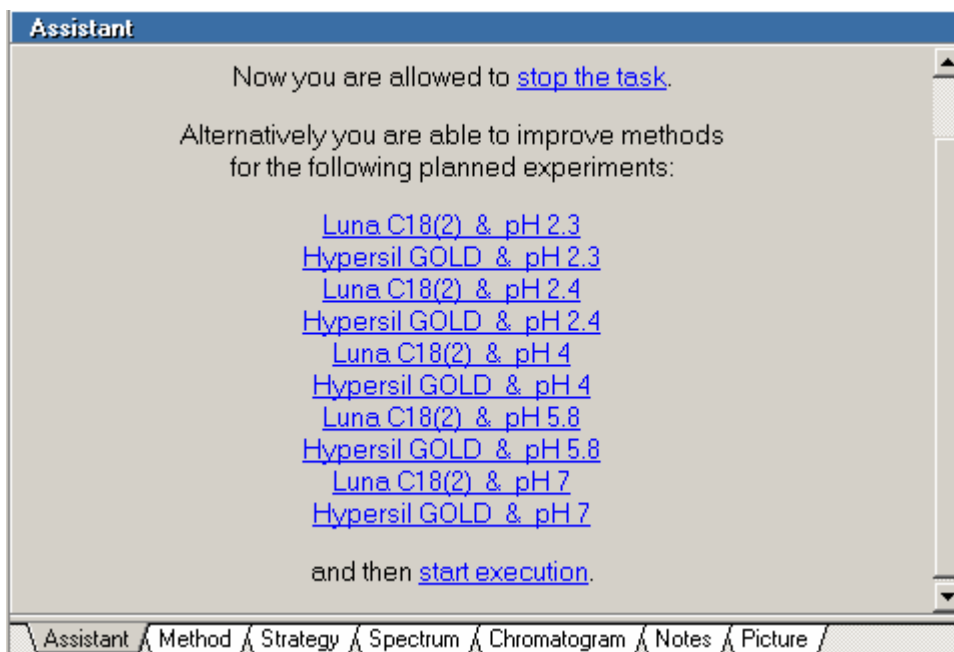 Assistant
Now you are allowed to stop the task.
Alternatively you are able to improve methods
for the following planned experiments:
Luna C18(2) & pH 2.3
Hypersil GOLD & pH 2.3
Luna C18(2) & pH 2.4
Hypersil GOLD & pH 2.4
Luna C18(2) & pH 4
Hypersil GOLD & pH 4
Luna C18(2) & pH 5.8
Hypersil GOLD & pH 5.8
Luna C18(2) & pH 7
Hypersil GOLD & pH 7
and then start execution.
Assistant Method Strategy Spectrum Chromatogram Notes Picture